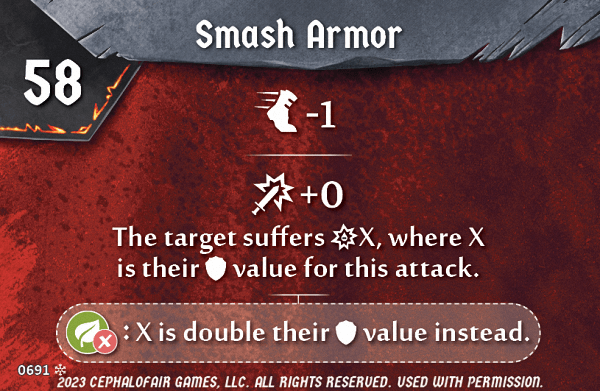 Smash Armor
58
-1
+0
The target suffers X, where X
is their value for this attack.
: X is double their value instead.
0691
2023 CEPHALOFAIR GAMES, LLC. ALL RIGHTS RESERVED. USED WITH PERMISSION.